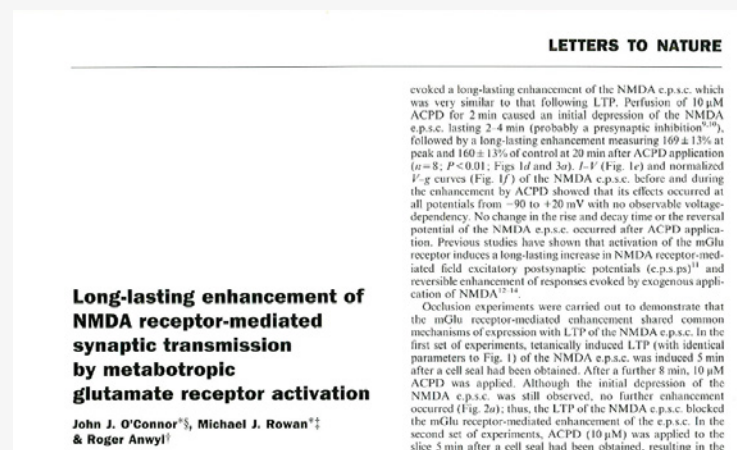 LETTERS TO NATURE
Long-lasting enhancement of
NMDA receptor-mediated
synaptic transmission
by metabotropic
glutamate receptor activation
John J. O'Connor*§, Michael J. Rowan*‡
& Roger Anwyl†
evoked a long-lasting enhancement of the NMDA e.p.s.c. which
was very similar to that following LTP. Perfusion of 10 μM
ACPD for 2 min caused an initial depression of the NMDA
e.p.s.c. lasting 2–4 min (probably a presynaptic inhibition⁹,¹⁰),
followed by a long-lasting enhancement measuring 169 ± 13% at
peak and 160 ± 13% of control at 20 min after ACPD application
(n = 8; P < 0.01; Figs 1d and 3a). I–V (Fig. 1e) and normalized
V–g curves (Fig. 1f) of the NMDA e.p.s.c. before and during
the enhancement by ACPD showed that its effects occurred at
all potentials from −90 to +20 mV with no observable voltage-
dependency. No change in the rise and decay time or the reversal
potential of the NMDA e.p.s.c. occurred after ACPD applica-
tion. Previous studies have shown that activation of the mGlu
receptor induces a long-lasting increase in NMDA receptor-med-
iated field excitatory postsynaptic potentials (e.p.s.ps)¹¹ and
reversible enhancement of responses evoked by exogenous appli-
cation of NMDA¹²⁻¹⁴.
Occlusion experiments were carried out to demonstrate that
the mGlu receptor-mediated enhancement shared common
mechanisms of expression with LTP of the NMDA e.p.s.c. In the
first set of experiments, tetanically induced LTP (with identical
parameters to Fig. 1) of the NMDA e.p.s.c. was induced 5 min
after a cell seal had been obtained. After a further 8 min, 10 μM
ACPD was applied. Although the initial depression of the
NMDA e.p.s.c. was still observed, no further enhancement
occurred (Fig. 2a); thus, the LTP of the NMDA e.p.s.c. blocked
the mGlu receptor-mediated enhancement of the e.p.s.c. In the
second set of experiments, ACPD (10 μM) was applied to the
slice 5 min after a cell seal had been obtained, resulting in the